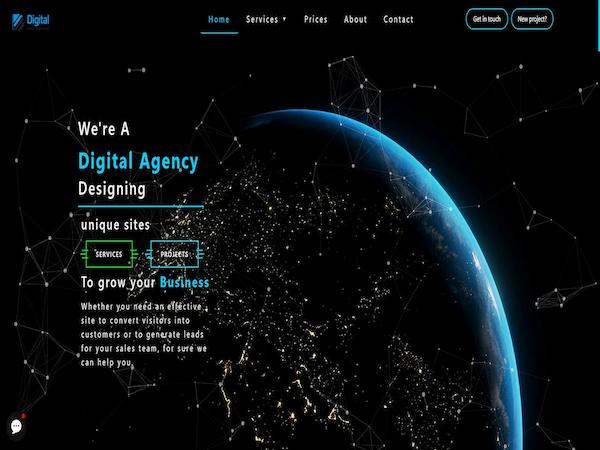 Digital
Home Services Prices About Contact
Get in touch New project?
We're A
Digital Agency
Designing
unique sites
SERVICES PROJECTS
To grow your Business
Whether you need an effective
site to convert visitors into
customers or to generate leads
for your sales team, for sure we
can help you.